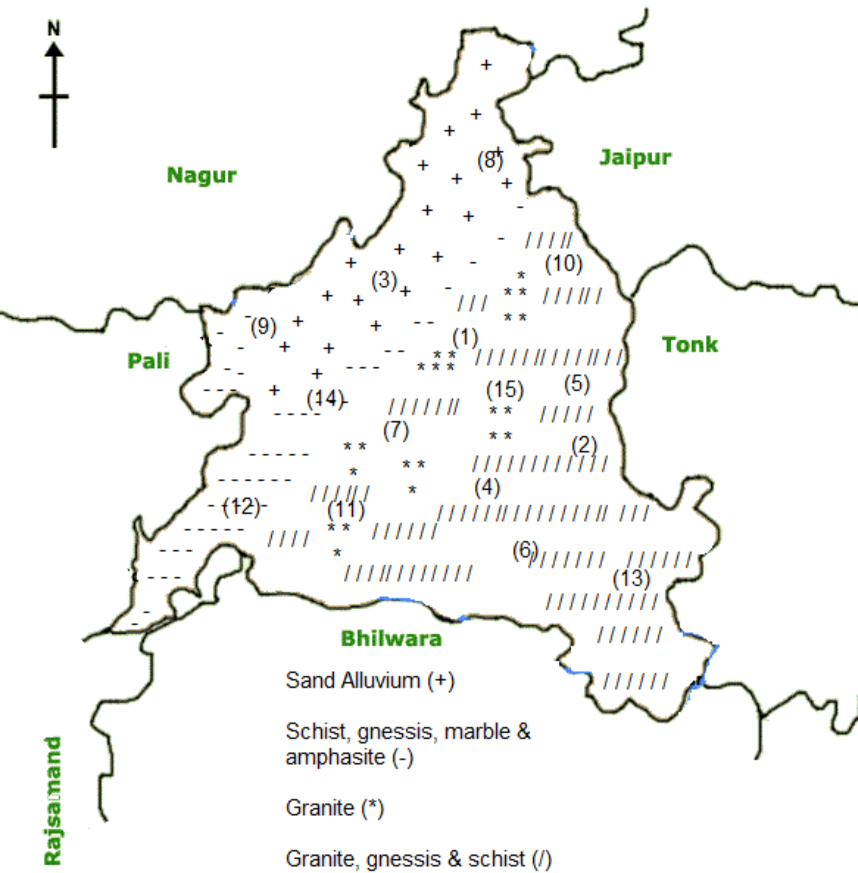 N
Nagur
Jaipur
(8)
(10)
(3)
(9)
(1)
Pali
Tonk
(5)
(15)
(14)
(7)
(2)
(4)
(12)
(11)
(6)
(13)
Bhilwara
Rajsamand
Sand Alluvium (+)
Schist, gnessis, marble &
amphasite (-)
Granite (*)
Granite, gnessis & schist (/)